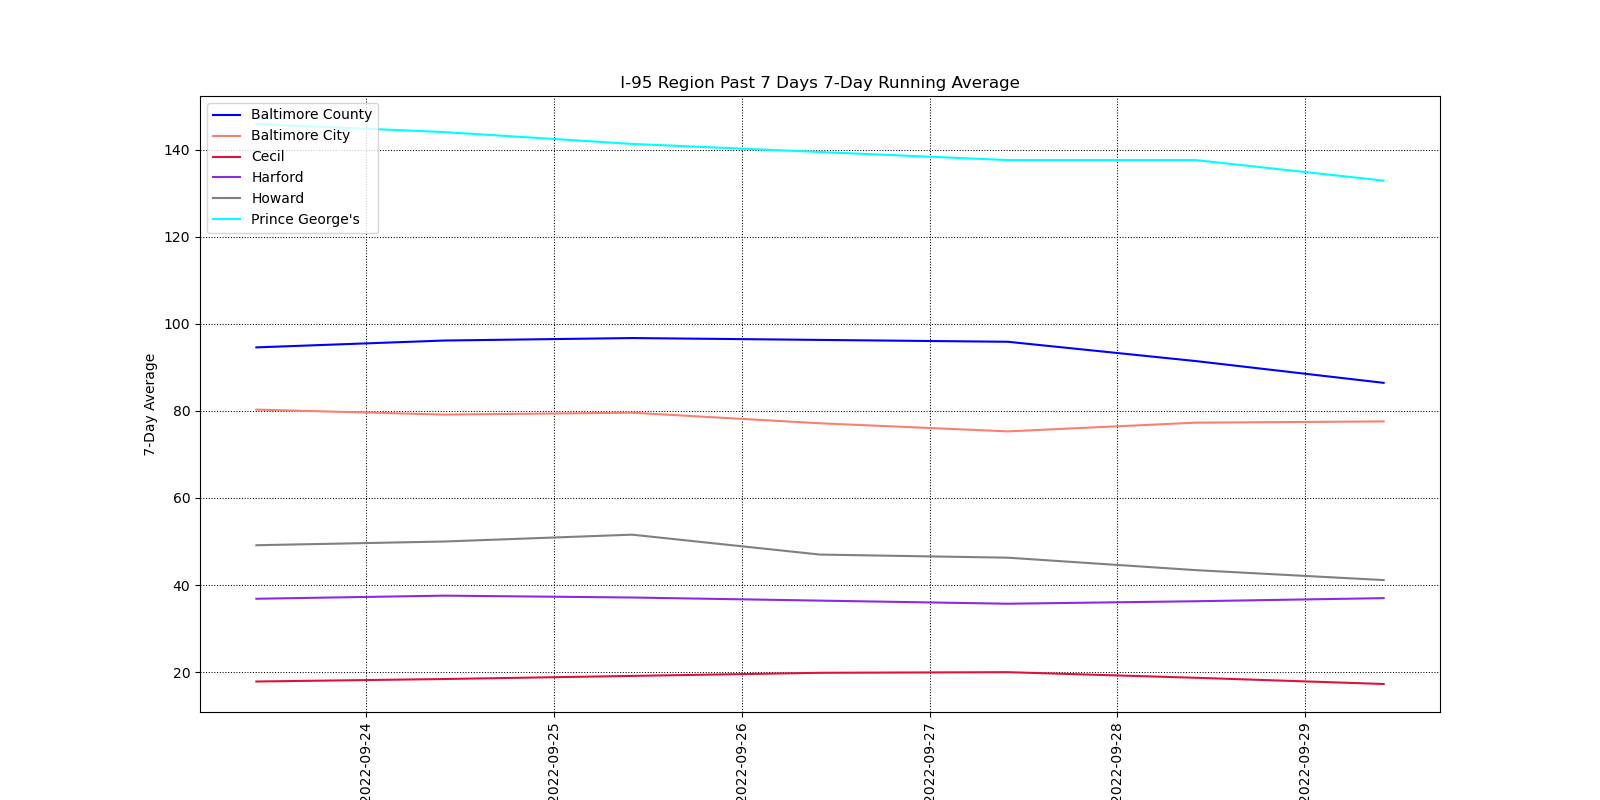 I-95 Region Past 7 Days 7-Day Running Average
Baltimore County
Baltimore City
Cecil
Harford
Howard
Prince George's
7-Day Average
140
120
100
80
60
40
20
2022-09-24
2022-09-25
2022-09-26
2022-09-27
2022-09-28
2022-09-29